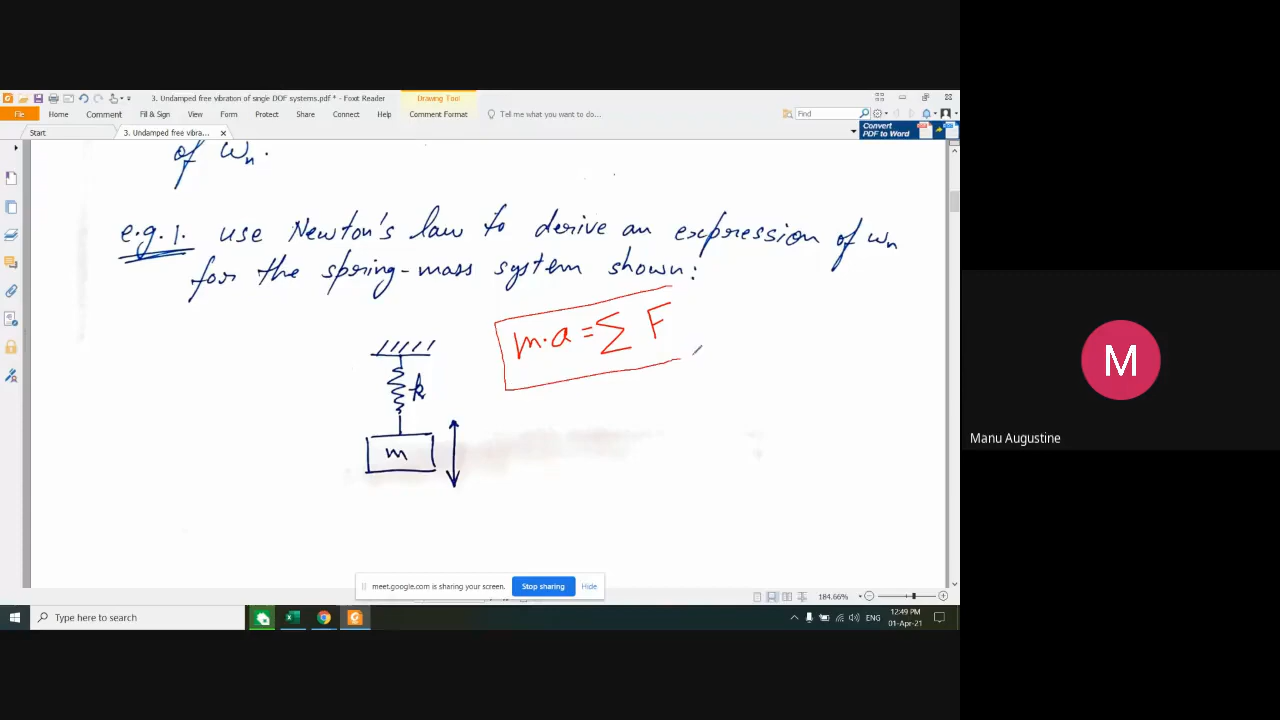 3. Undamped free vibration of single DOF systems.pdf * - Foxit Reader
Drawing Tool
File Home Comment Fill & Sign View Form Protect Share Connect Help Comment Format Tell me what you want to do... Find
Start 3. Undamped free vibra... Convert PDF to Word
of ωn.
e.g.1. use Newton's law to derive an expression of ωn
for the spring-mass system shown:
m.a = Σ F
k
m
meet.google.com is sharing your screen. Stop sharing Hide
184.66%
Type here to search
ENG
12:49 PM
01-Apr-21
M
Manu Augustine